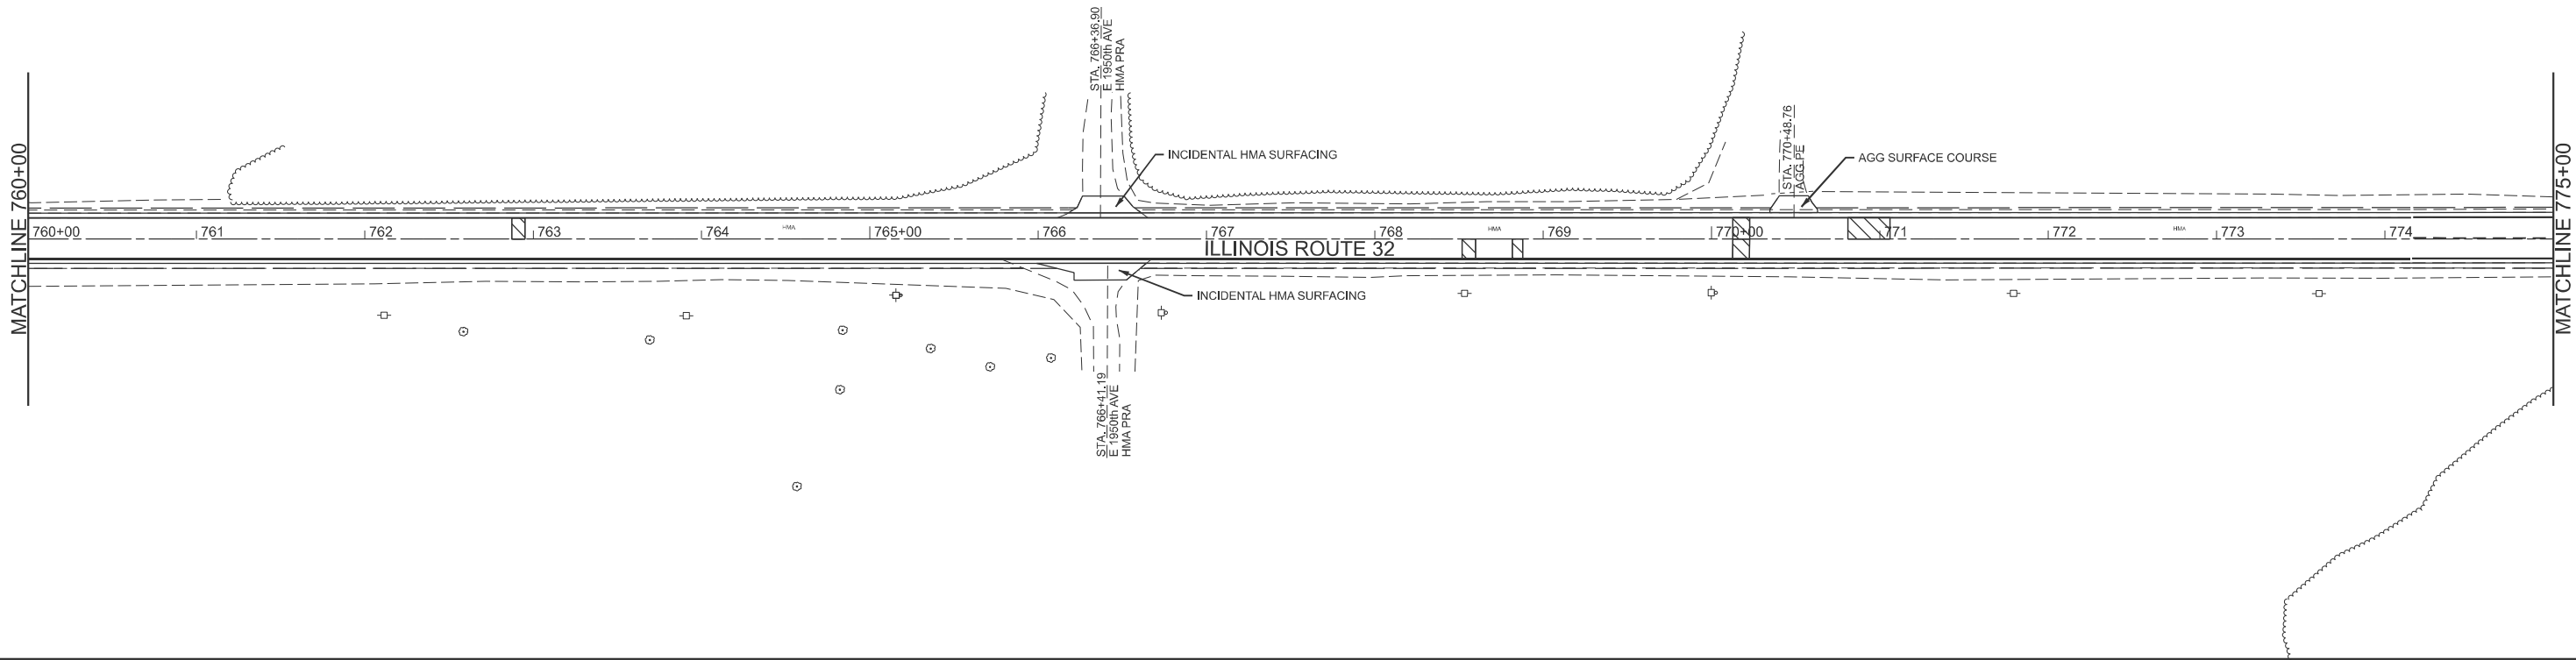 STA. 766+36.90
E 1950th AVE
HMA PRA
INCIDENTAL HMA SURFACING
STA. 770+48.76
AGG PE
AGG SURFACE COURSE
MATCHLINE 760+00
MATCHLINE 775+00
760+00 761 762 763 764 HMA 765+00 766 767 768 HMA 769 770+00 771 772 HMA 773 774
ILLINOIS ROUTE 32
INCIDENTAL HMA SURFACING
STA. 766+41.19
E 1950th AVE
HMA PRA